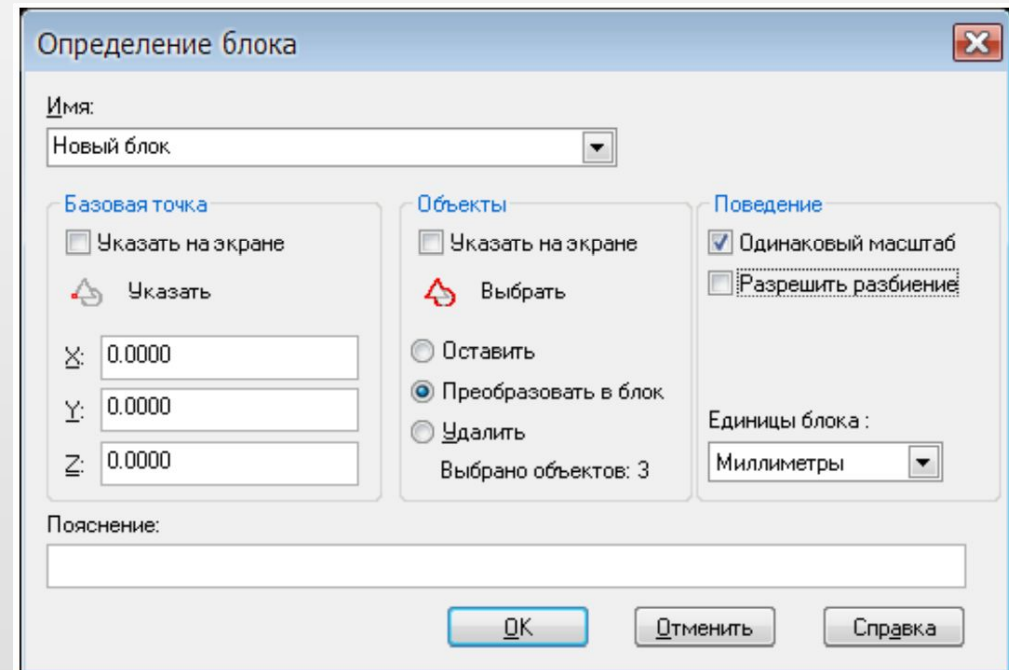 Определение блока
Имя:
Новый блок
Базовая точка
Указать на экране
Указать
X: 0.0000
Y: 0.0000
Z: 0.0000
Объекты
Указать на экране
Выбрать
Оставить
Преобразовать в блок
Удалить
Выбрано объектов: 3
Поведение
Одинаковый масштаб
Разрешить разбиение
Единицы блока :
Миллиметры
Пояснение:
OK
Отменить
Справка